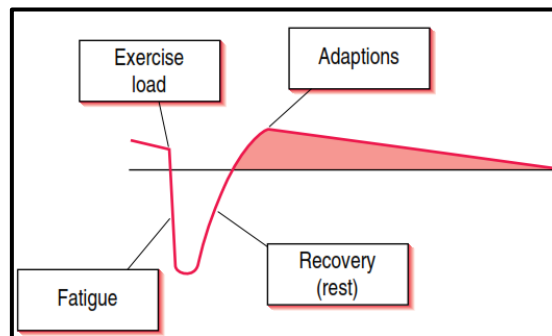 Exercise
load
Adaptions
Fatigue
Recovery
(rest)